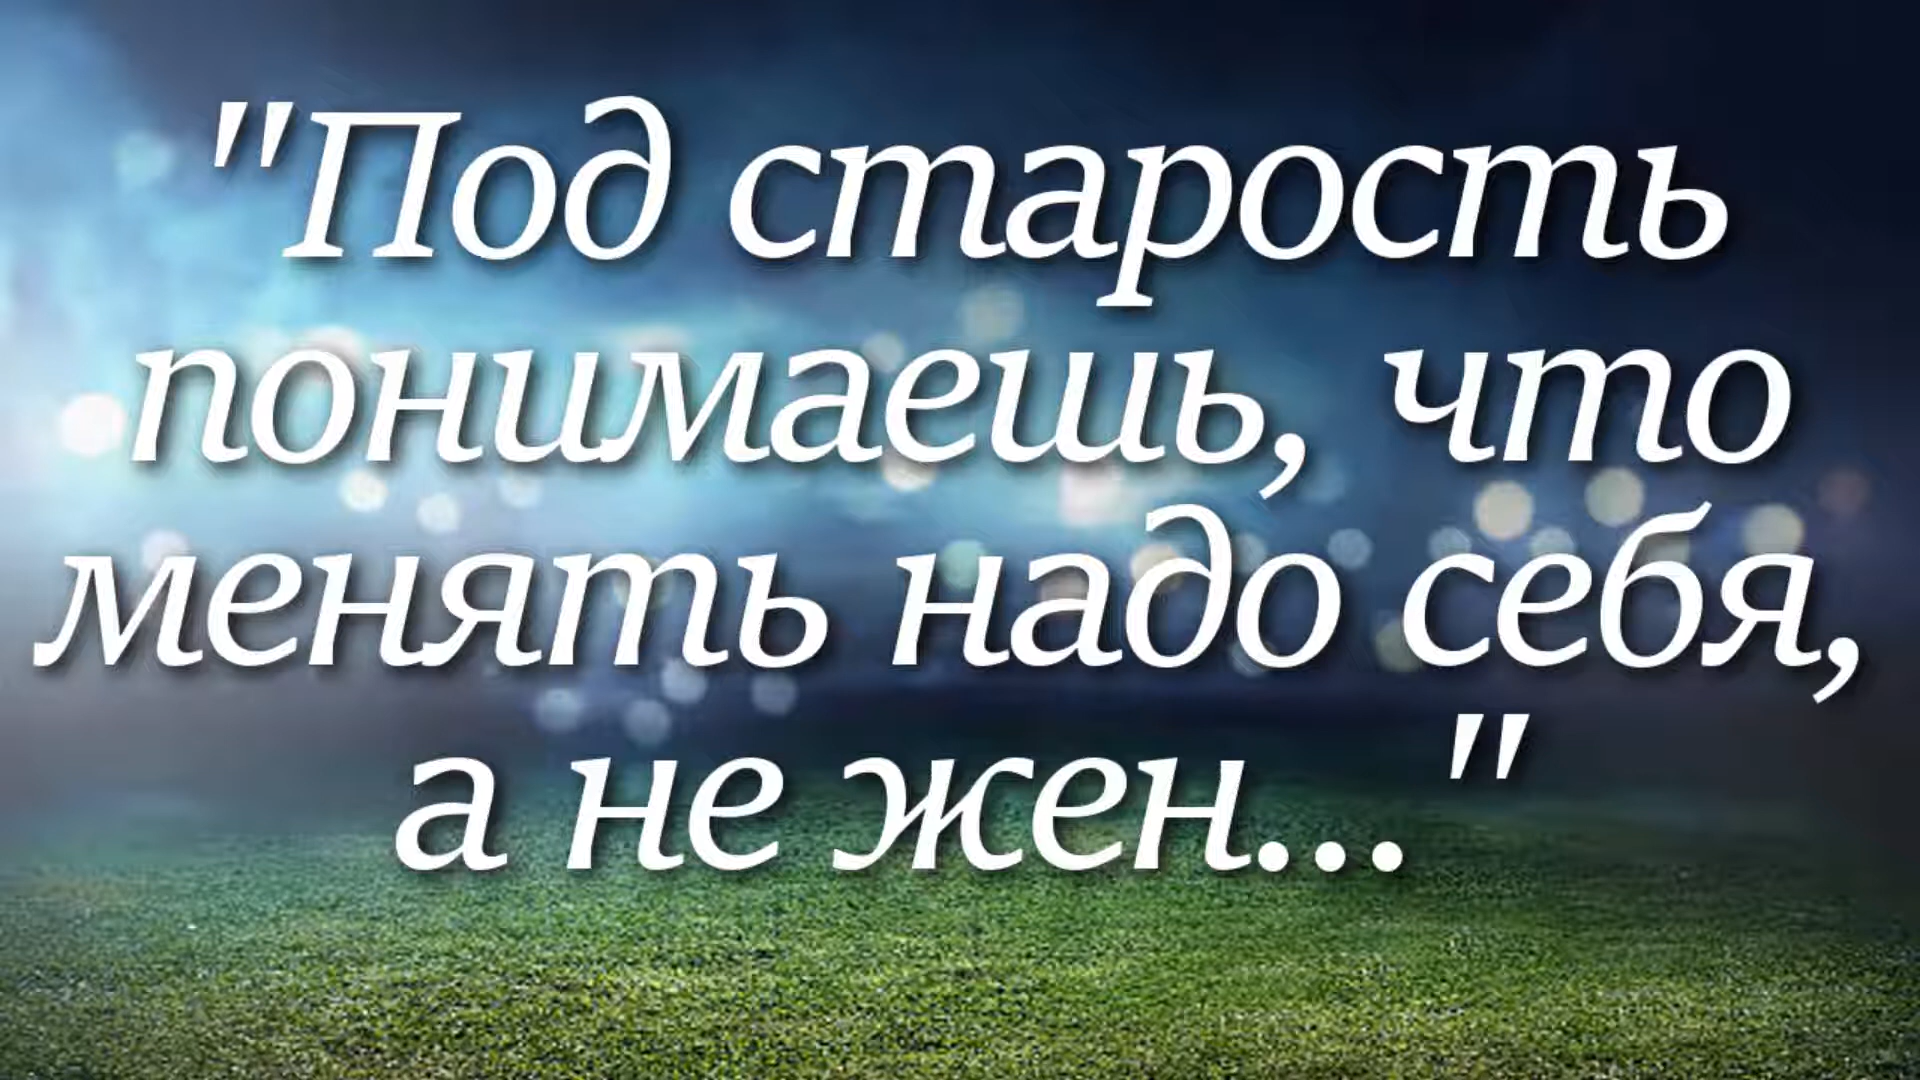 "Под старость
понимаешь, что
менять надо себя,
а не жен..."